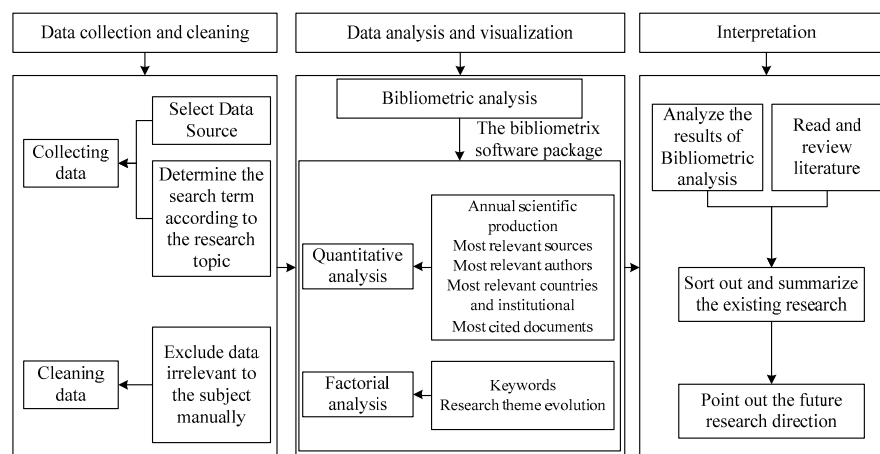 Data collection and cleaning
Select Data
Source
Collecting
data
Determine the
search term
according to
the research
topic
Cleaning
data
Exclude data
irrelevant to
the subject
manually
Data analysis and visualization
Bibliometric analysis
The bibliometrix
software package
Quantitative
analysis
Annual scientific
production
Most relevant sources
Most relevant authors
Most relevant countries
and institutional
Most cited documents
Factorial
analysis
Keywords
Research theme evolution
Interpretation
Analyze the
results of
Bibliometric
analysis
Read and
review
literature
Sort out and summarize
the existing research
Point out the future
research direction